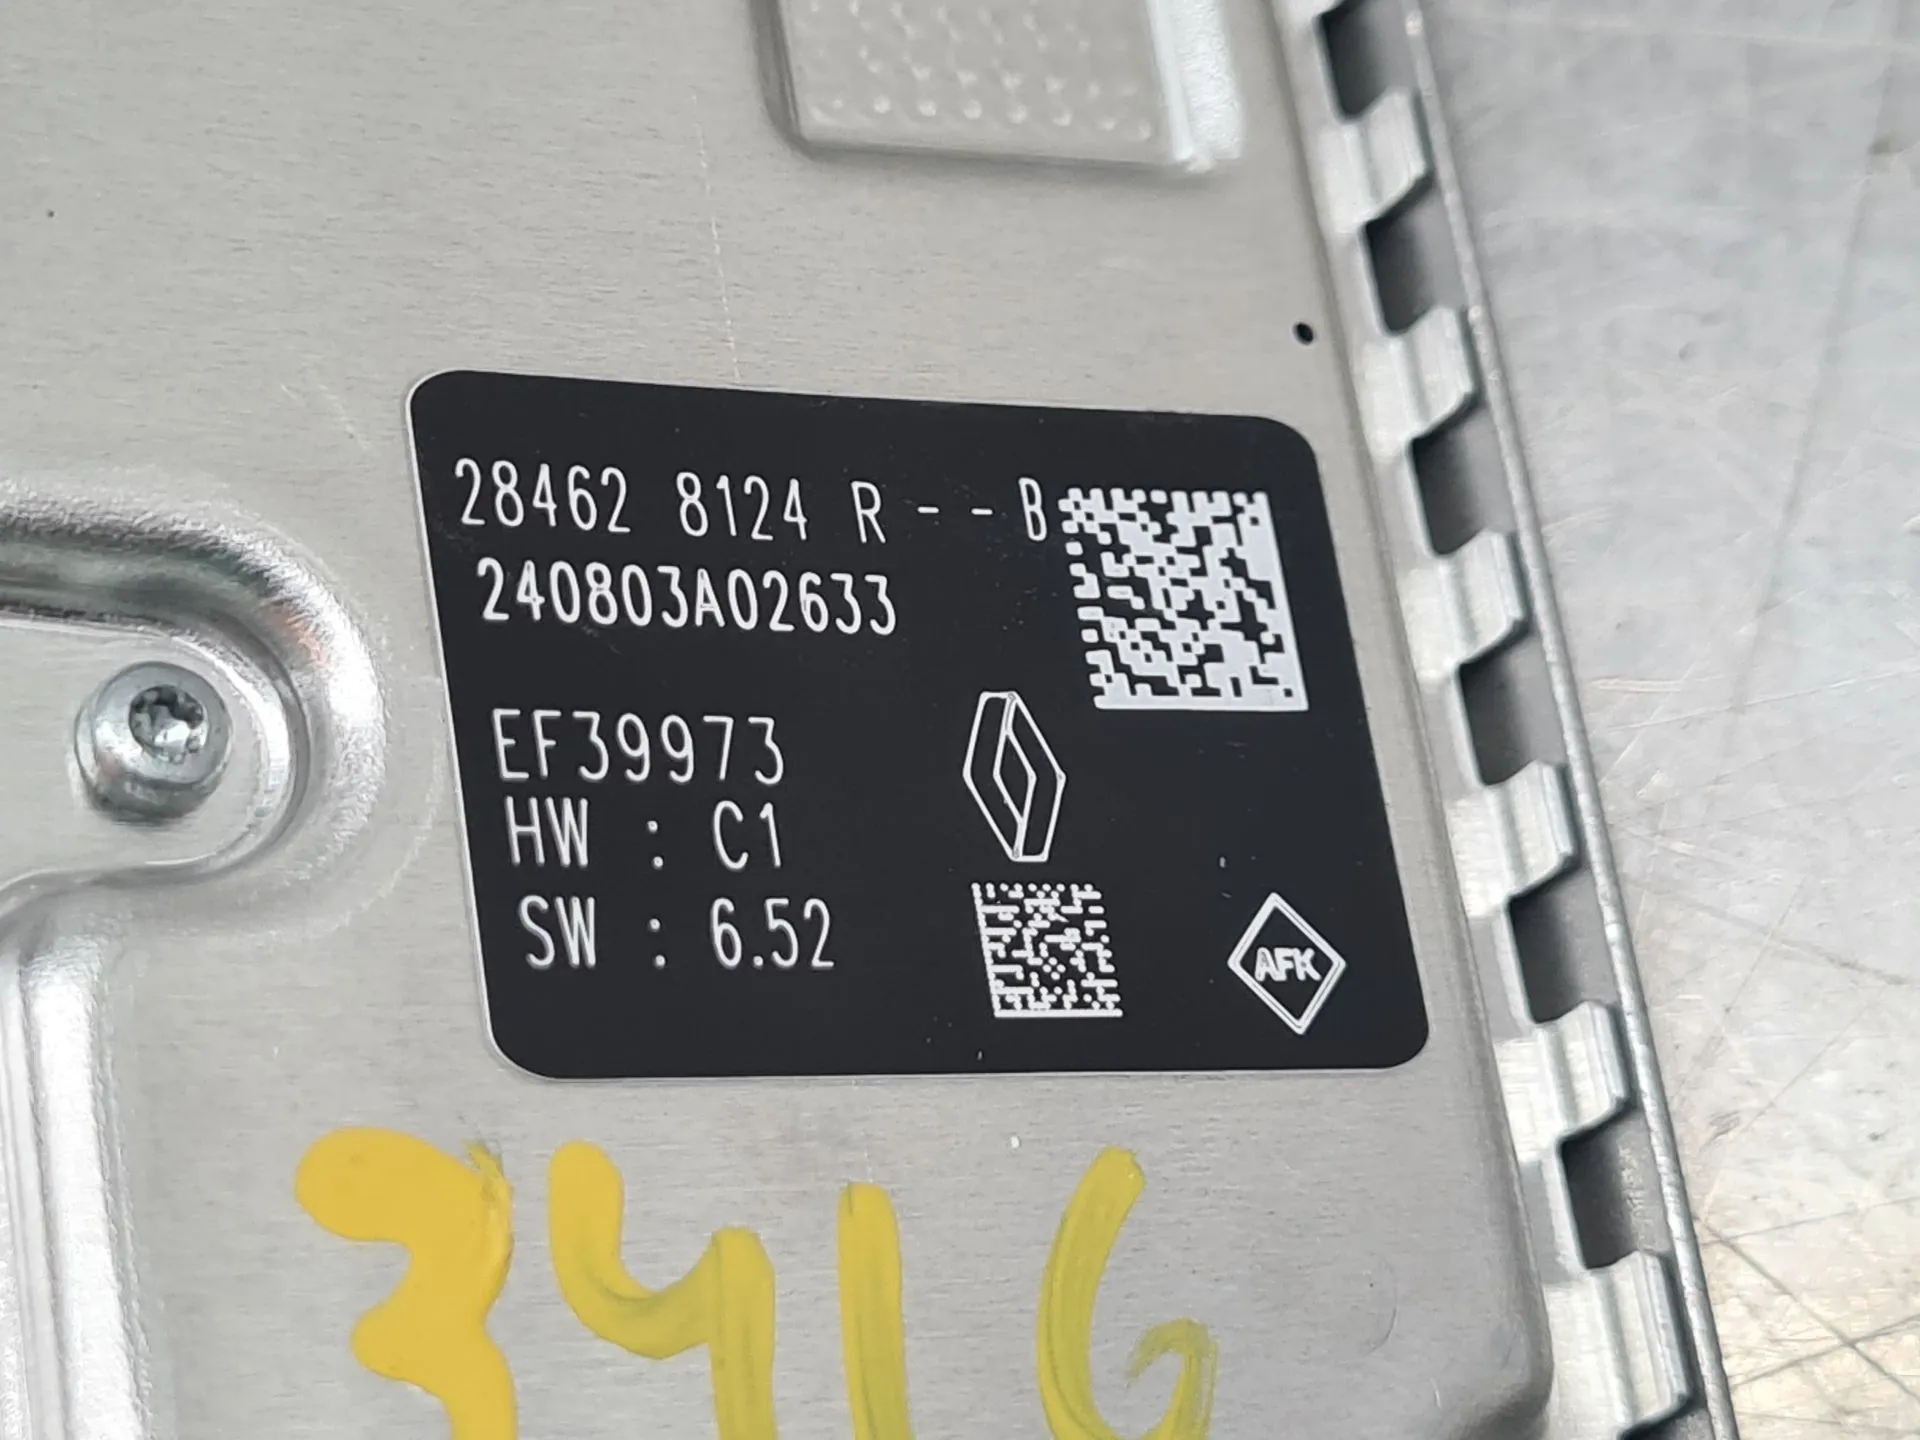 28462 8124 R - - B
240803A02633
EF39973
HW : C1
SW : 6.52
AFK
3416